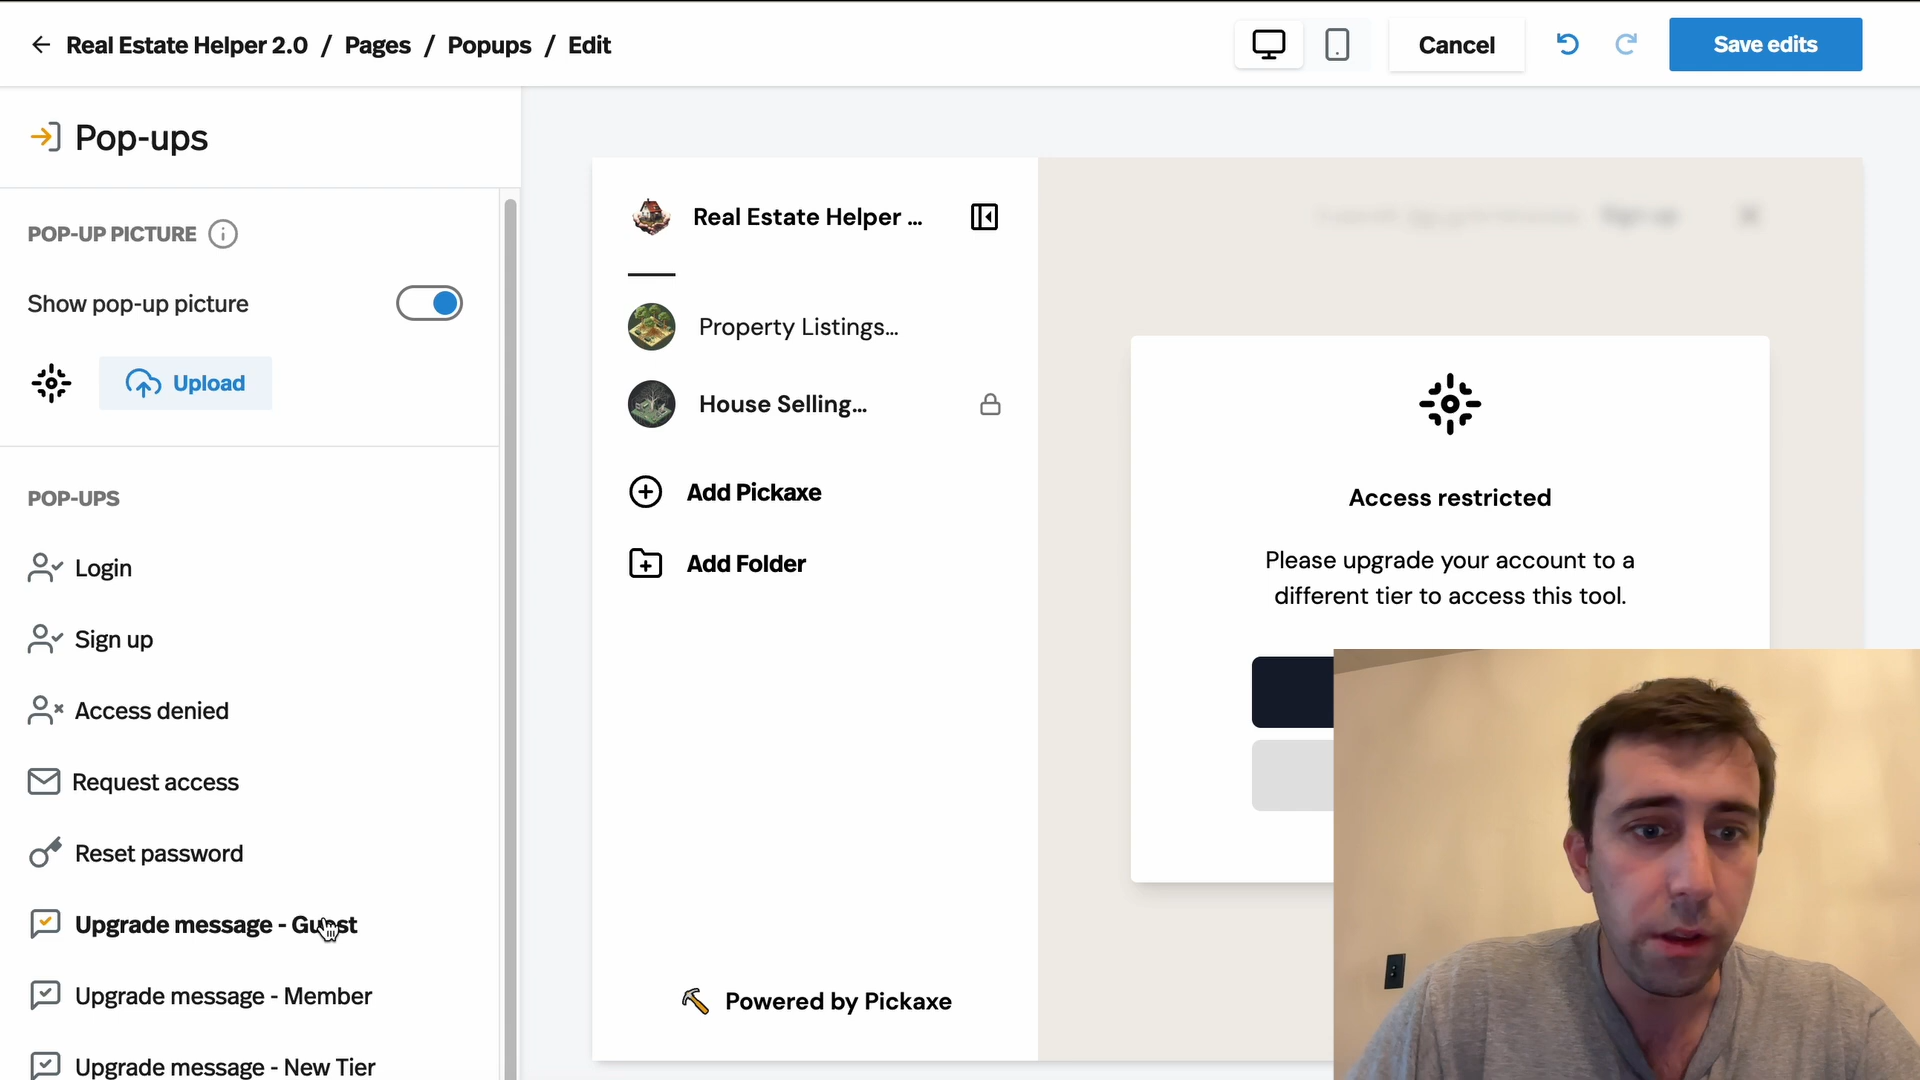 Real Estate Helper 2.0 / Pages / Popups / Edit
Cancel
Save edits
Pop-ups
POP-UP PICTURE
Show pop-up picture
Upload
POP-UPS
Login
Sign up
Access denied
Request access
Reset password
Upgrade message - Guest
Upgrade message - Member
Upgrade message - New Tier
Real Estate Helper ...
Property Listings...
House Selling...
Add Pickaxe
Add Folder
Powered by Pickaxe
Sign up
Access restricted
Please upgrade your account to a
different tier to access this tool.